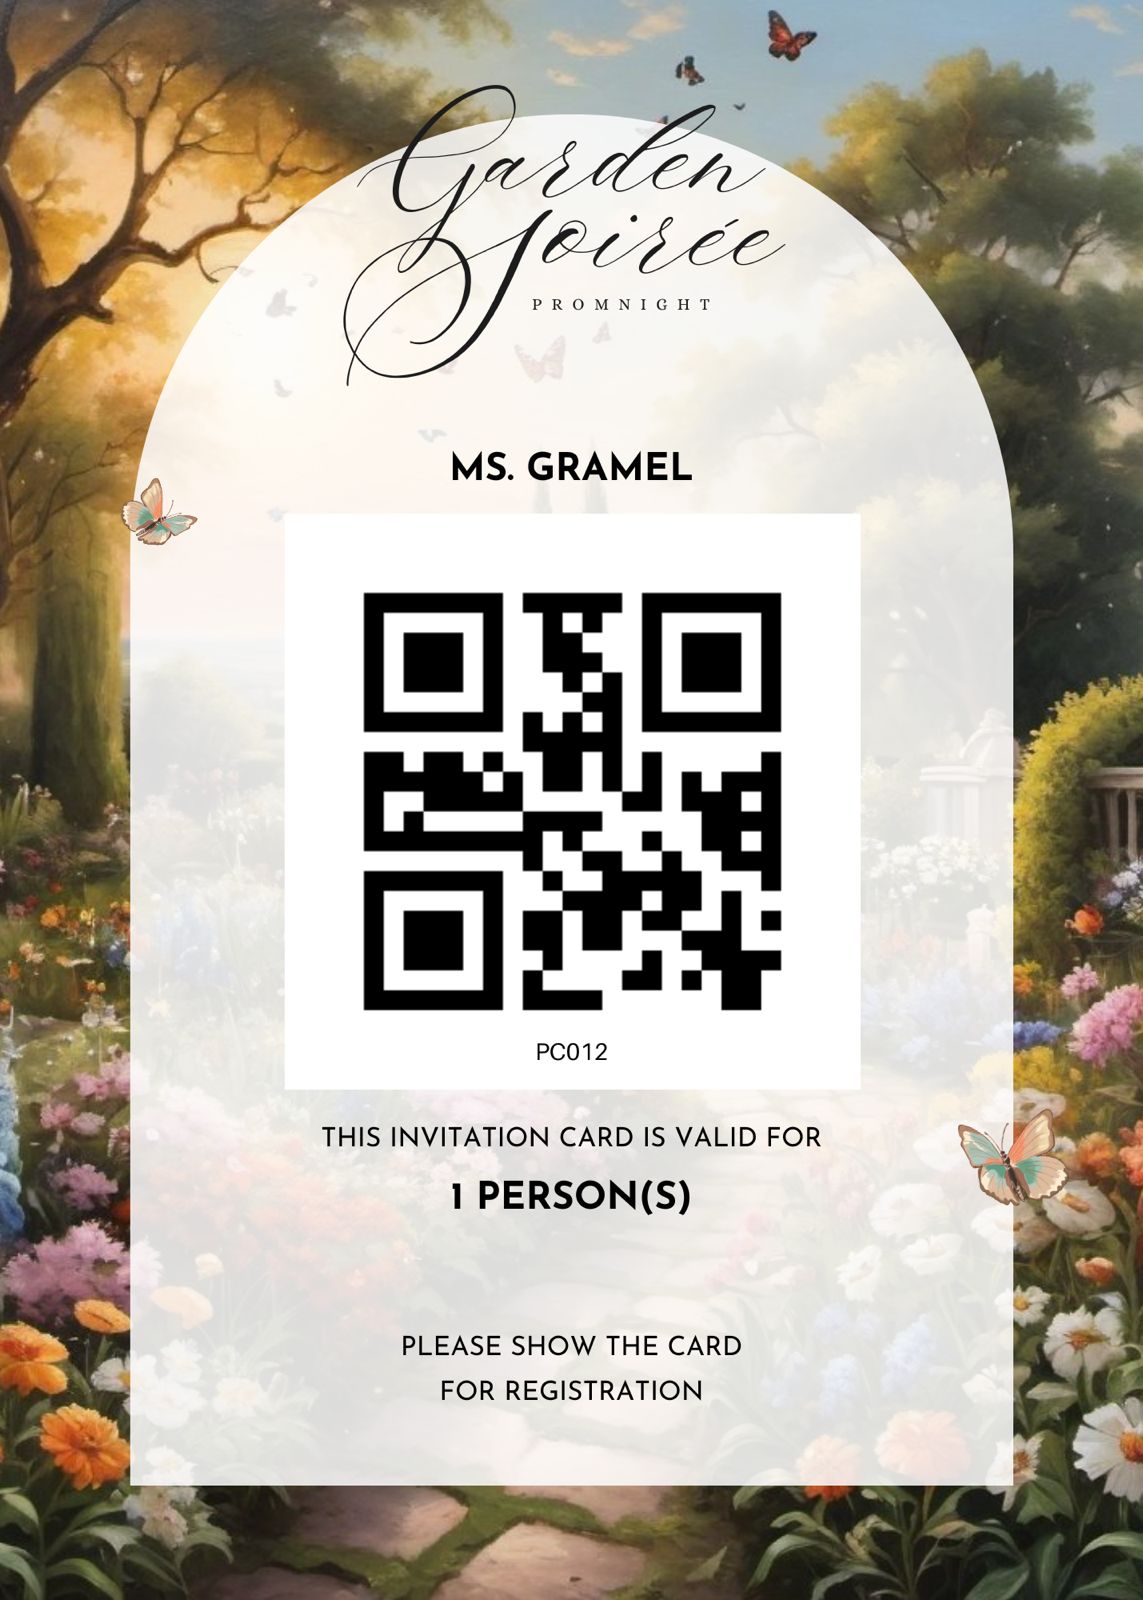 Garden
Soirée
PROMNIGHT
MS. GRAMEL
PC012
THIS INVITATION CARD IS VALID FOR
1 PERSON(S)
PLEASE SHOW THE CARD
FOR REGISTRATION